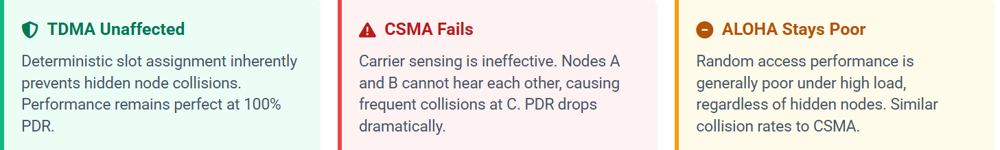 TDMA Unaffected
Deterministic slot assignment inherently
prevents hidden node collisions.
Performance remains perfect at 100%
PDR.
CSMA Fails
Carrier sensing is ineffective. Nodes A
and B cannot hear each other, causing
frequent collisions at C. PDR drops
dramatically.
ALOHA Stays Poor
Random access performance is
generally poor under high load,
regardless of hidden nodes. Similar
collision rates to CSMA.